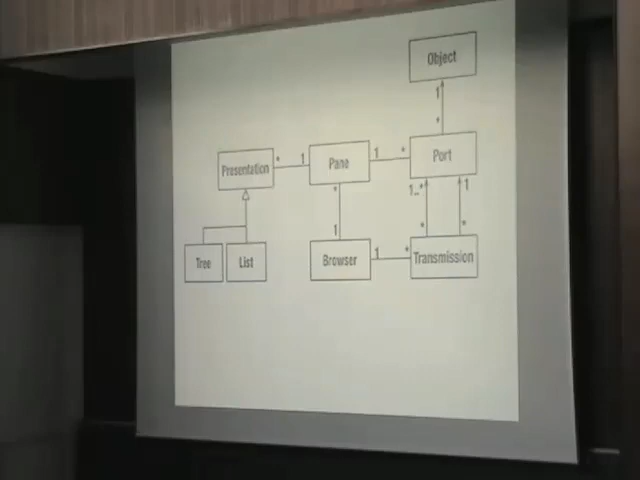 Object
1
*
Presentation
*
1
Pane
1
*
Port
*
1..*
1
1
*
*
Tree
List
Browser
1
*
Transmission